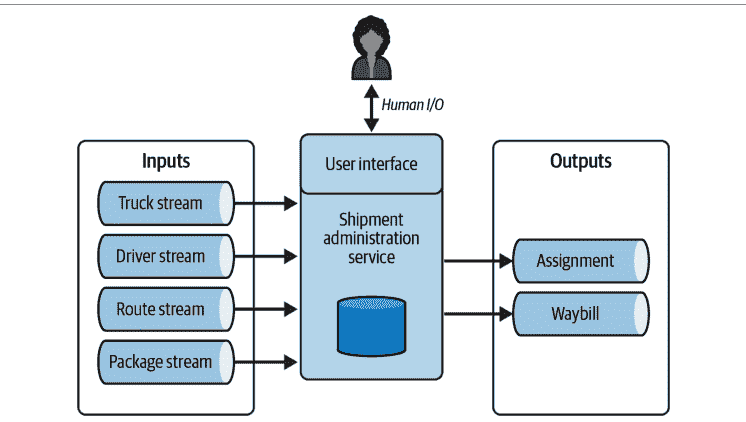 Human I/O
Inputs
Truck stream
Driver stream
Route stream
Package stream
User interface
Shipment
administration
service
Outputs
Assignment
Waybill